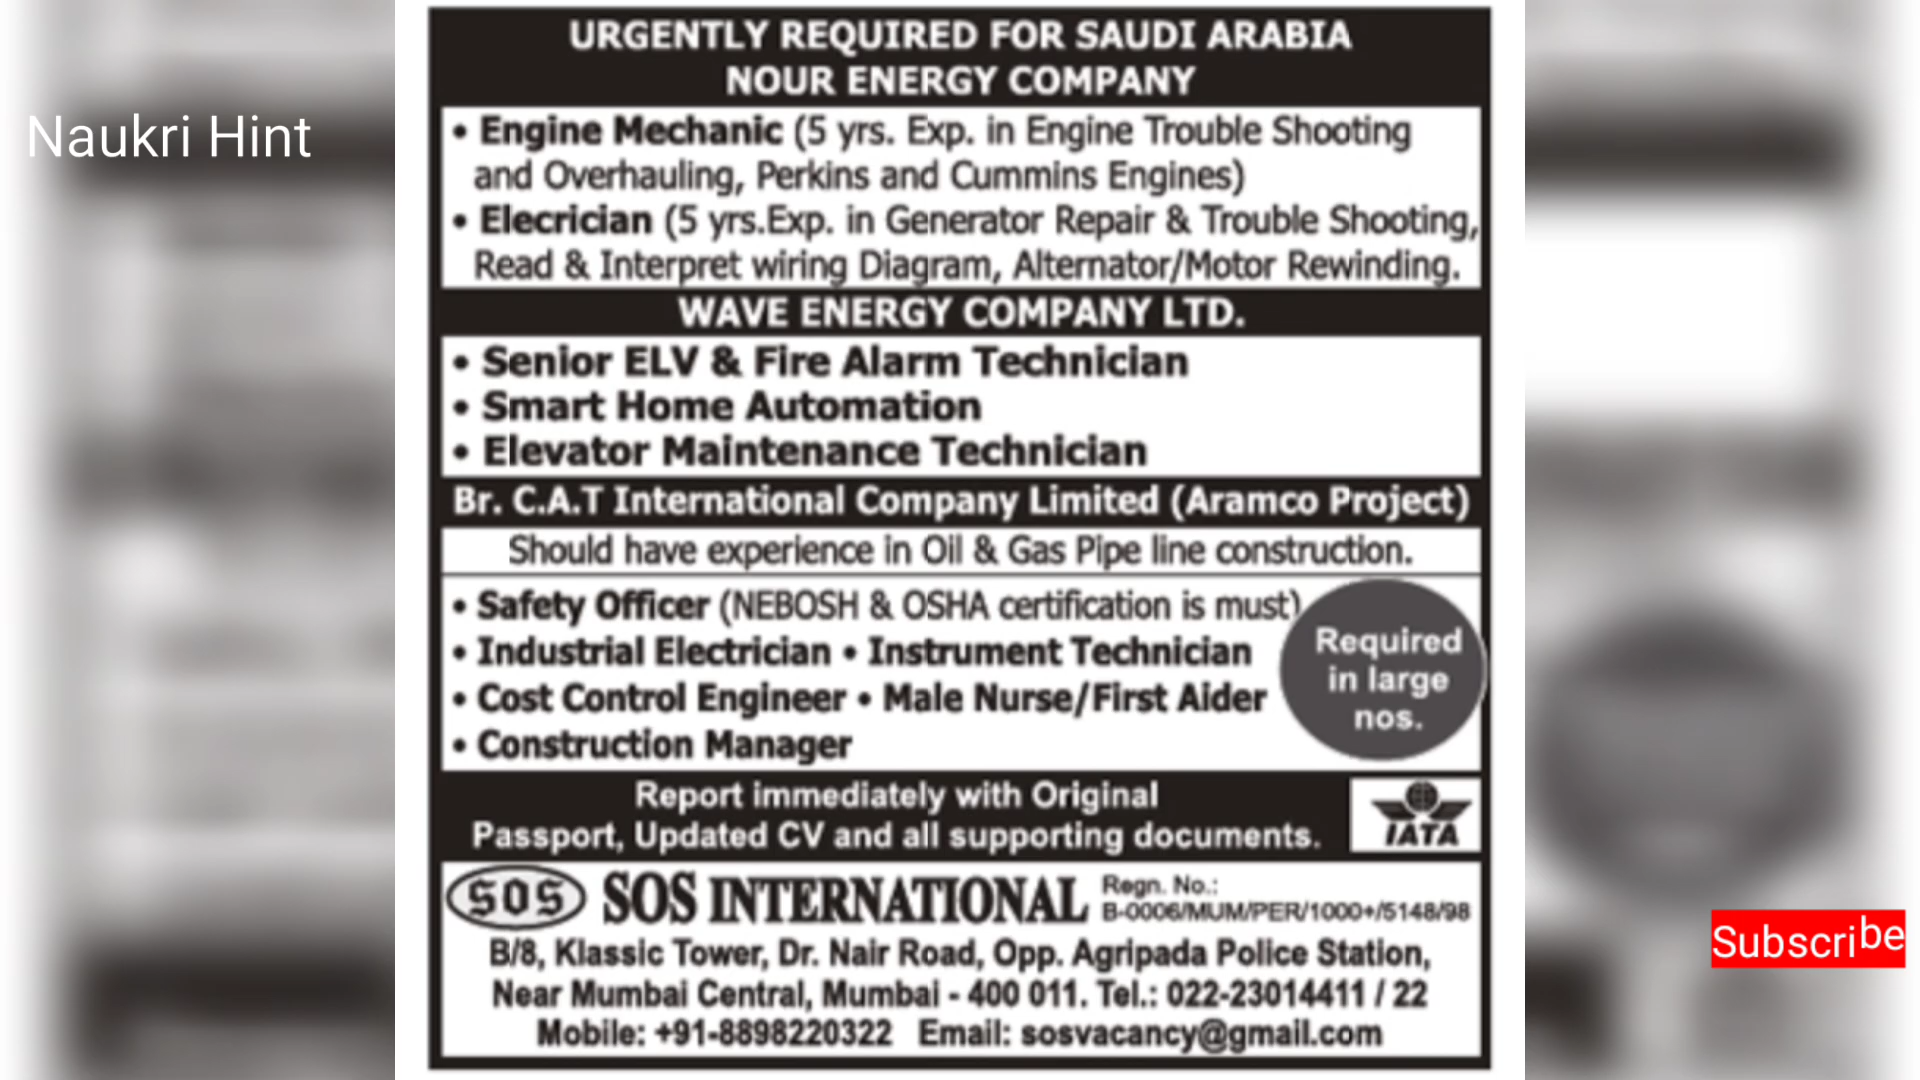 Naukri Hint
URGENTLY REQUIRED FOR SAUDI ARABIA
NOUR ENERGY COMPANY
• Engine Mechanic (5 yrs. Exp. in Engine Trouble Shooting
and Overhauling, Perkins and Cummins Engines)
• Elecrician (5 yrs.Exp. in Generator Repair & Trouble Shooting,
Read & Interpret wiring Diagram, Alternator/Motor Rewinding.
WAVE ENERGY COMPANY LTD.
• Senior ELV & Fire Alarm Technician
• Smart Home Automation
• Elevator Maintenance Technician
Br. C.A.T International Company Limited (Aramco Project)
Should have experience in Oil & Gas Pipe line construction.
• Safety Officer (NEBOSH & OSHA certification is must)
• Industrial Electrician • Instrument Technician
• Cost Control Engineer • Male Nurse/First Aider
• Construction Manager
Required
in large
nos.
Report immediately with Original
Passport, Updated CV and all supporting documents.
IATA
SOS SOS INTERNATIONAL
Regn. No.:
B-0006/MUM/PER/1000+/5148/98
B/8, Klassic Tower, Dr. Nair Road, Opp. Agripada Police Station,
Near Mumbai Central, Mumbai - 400 011. Tel.: 022-23014411 / 22
Mobile: +91-8898220322 Email: sosvacancy@gmail.com
Subscribe